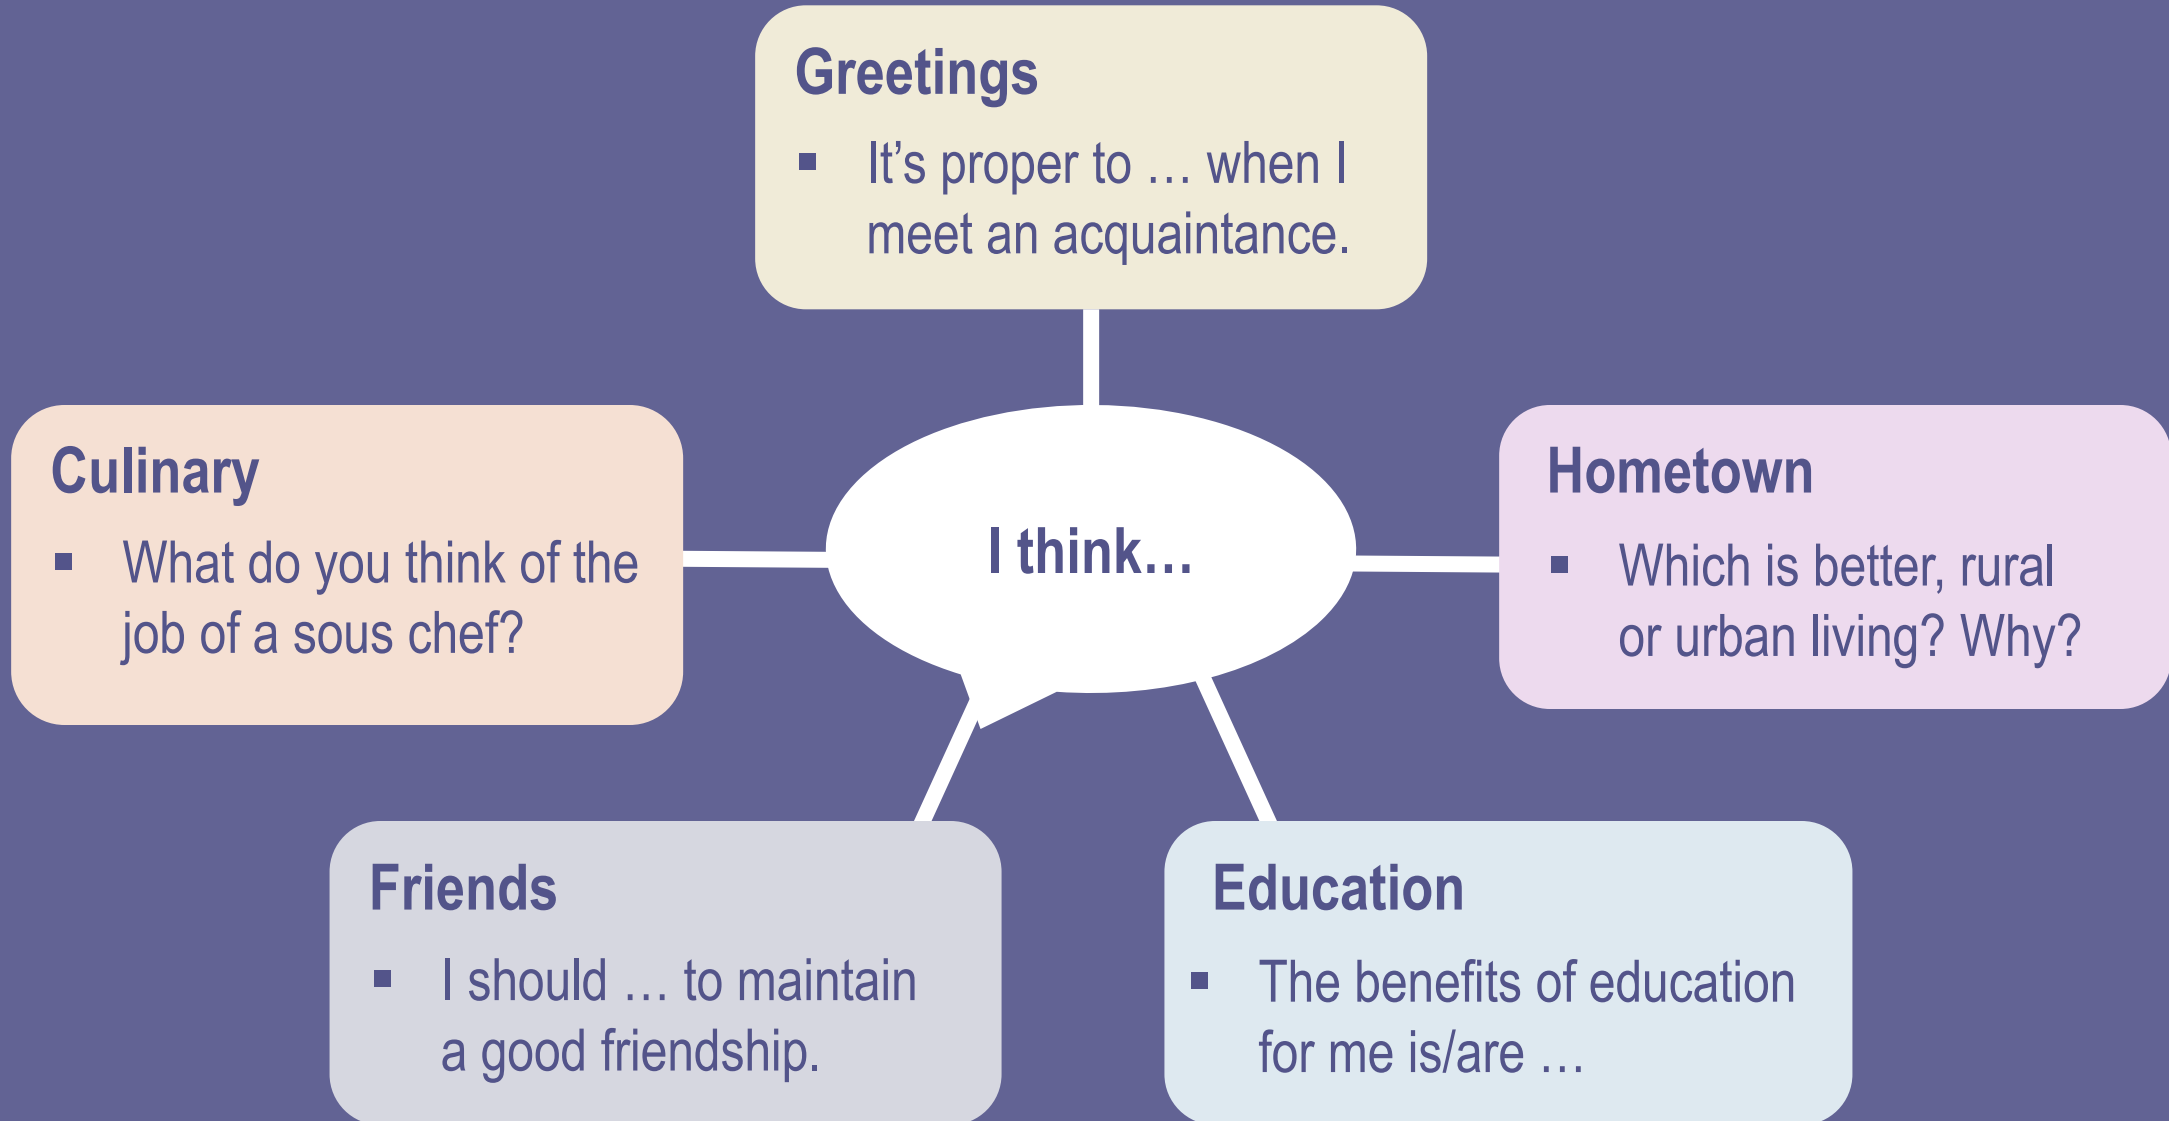 Greetings
▪ It’s proper to … when I
meet an acquaintance.
Culinary
▪ What do you think of the
job of a sous chef?
I think…
Hometown
▪ Which is better, rural
or urban living? Why?
Friends
▪ I should … to maintain
a good friendship.
Education
▪ The benefits of education
for me is/are …